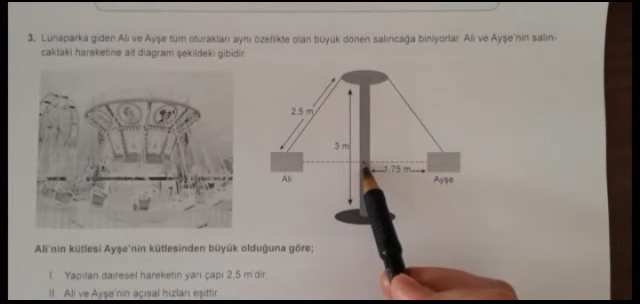 3. Lunaparka giden Ali ve Ayşe tüm oturakları aynı özellikte olan büyük dönen salıncağa biniyorlar. Ali ve Ayşe'nin salın-
caktaki hareketine ait diagram şekildeki gibidir.
2,5 m
3 m
1,75 m
Ali
Ayşe
Ali'nin kütlesi Ayşe'nin kütlesinden büyük olduğuna göre;
I. Yapılan dairesel hareketin yarı çapı 2,5 m'dir.
II. Ali ve Ayşe'nin açısal hızları eşittir.